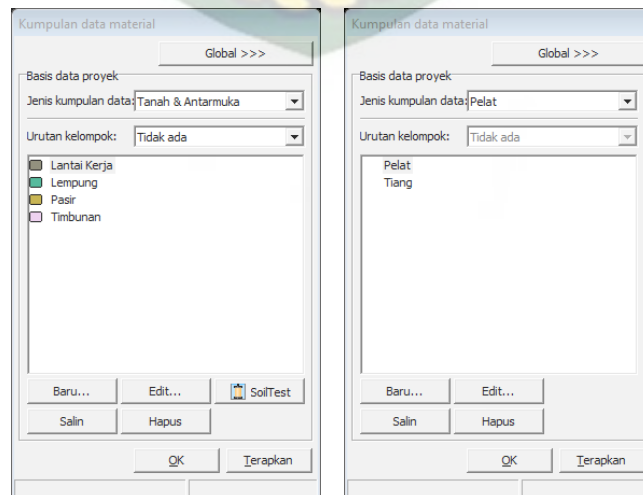 Kumpulan data material
Global >>>
Basis data proyek
Jenis kumpulan data: Tanah & Antarmuka
Urutan kelompok: Tidak ada
Lantai Kerja
Lempung
Pasir
Timbunan
Baru... Edit... SoilTest
Salin Hapus
OK Terapkan
Kumpulan data material
Global >>>
Basis data proyek
Jenis kumpulan data: Pelat
Urutan kelompok: Tidak ada
Pelat
Tiang
Baru... Edit...
Salin Hapus
OK Terapkan